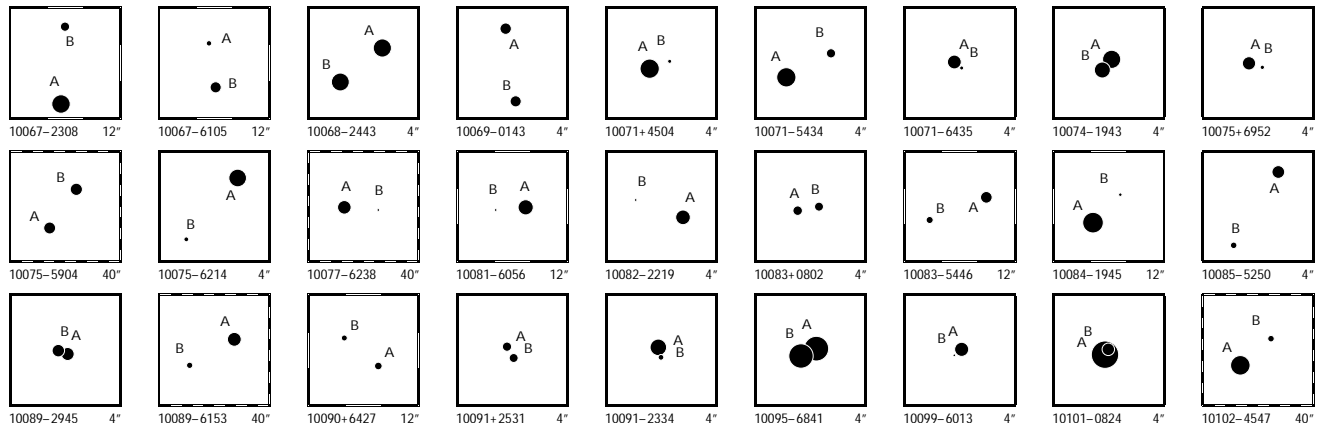 B A A B B A A B A B A B A B A B A B
10067–2308 12″ 10067–6105 12″ 10068–2443 4″ 10069–0143 4″ 10071+4504 4″ 10071–5434 4″ 10071–6435 4″ 10074–1943 4″ 10075+6952 4″
B A A B A B B A B A A B B A B A A B
10075–5904 40″ 10075–6214 4″ 10077–6238 40″ 10081–6056 12″ 10082–2219 4″ 10083+0802 4″ 10083–5446 12″ 10084–1945 12″ 10085–5250 4″
B A A B B A A B A B B A B A B A B A
10089–2945 4″ 10089–6153 40″ 10090+6427 12″ 10091+2531 4″ 10091–2334 4″ 10095–6841 4″ 10099–6013 4″ 10101–0824 4″ 10102–4547 40″